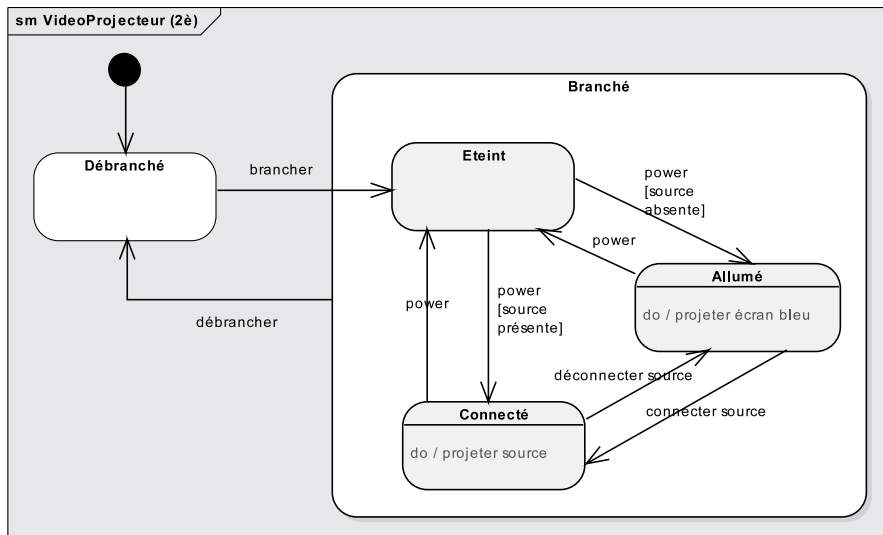 sm VideoProjecteur (2è)
Branché
Débranché
brancher
Eteint
power
[source
absente]
power
Allumé
do / projeter écran bleu
débrancher
power
power
[source
présente]
déconnecter source
connecter source
Connecté
do / projeter source